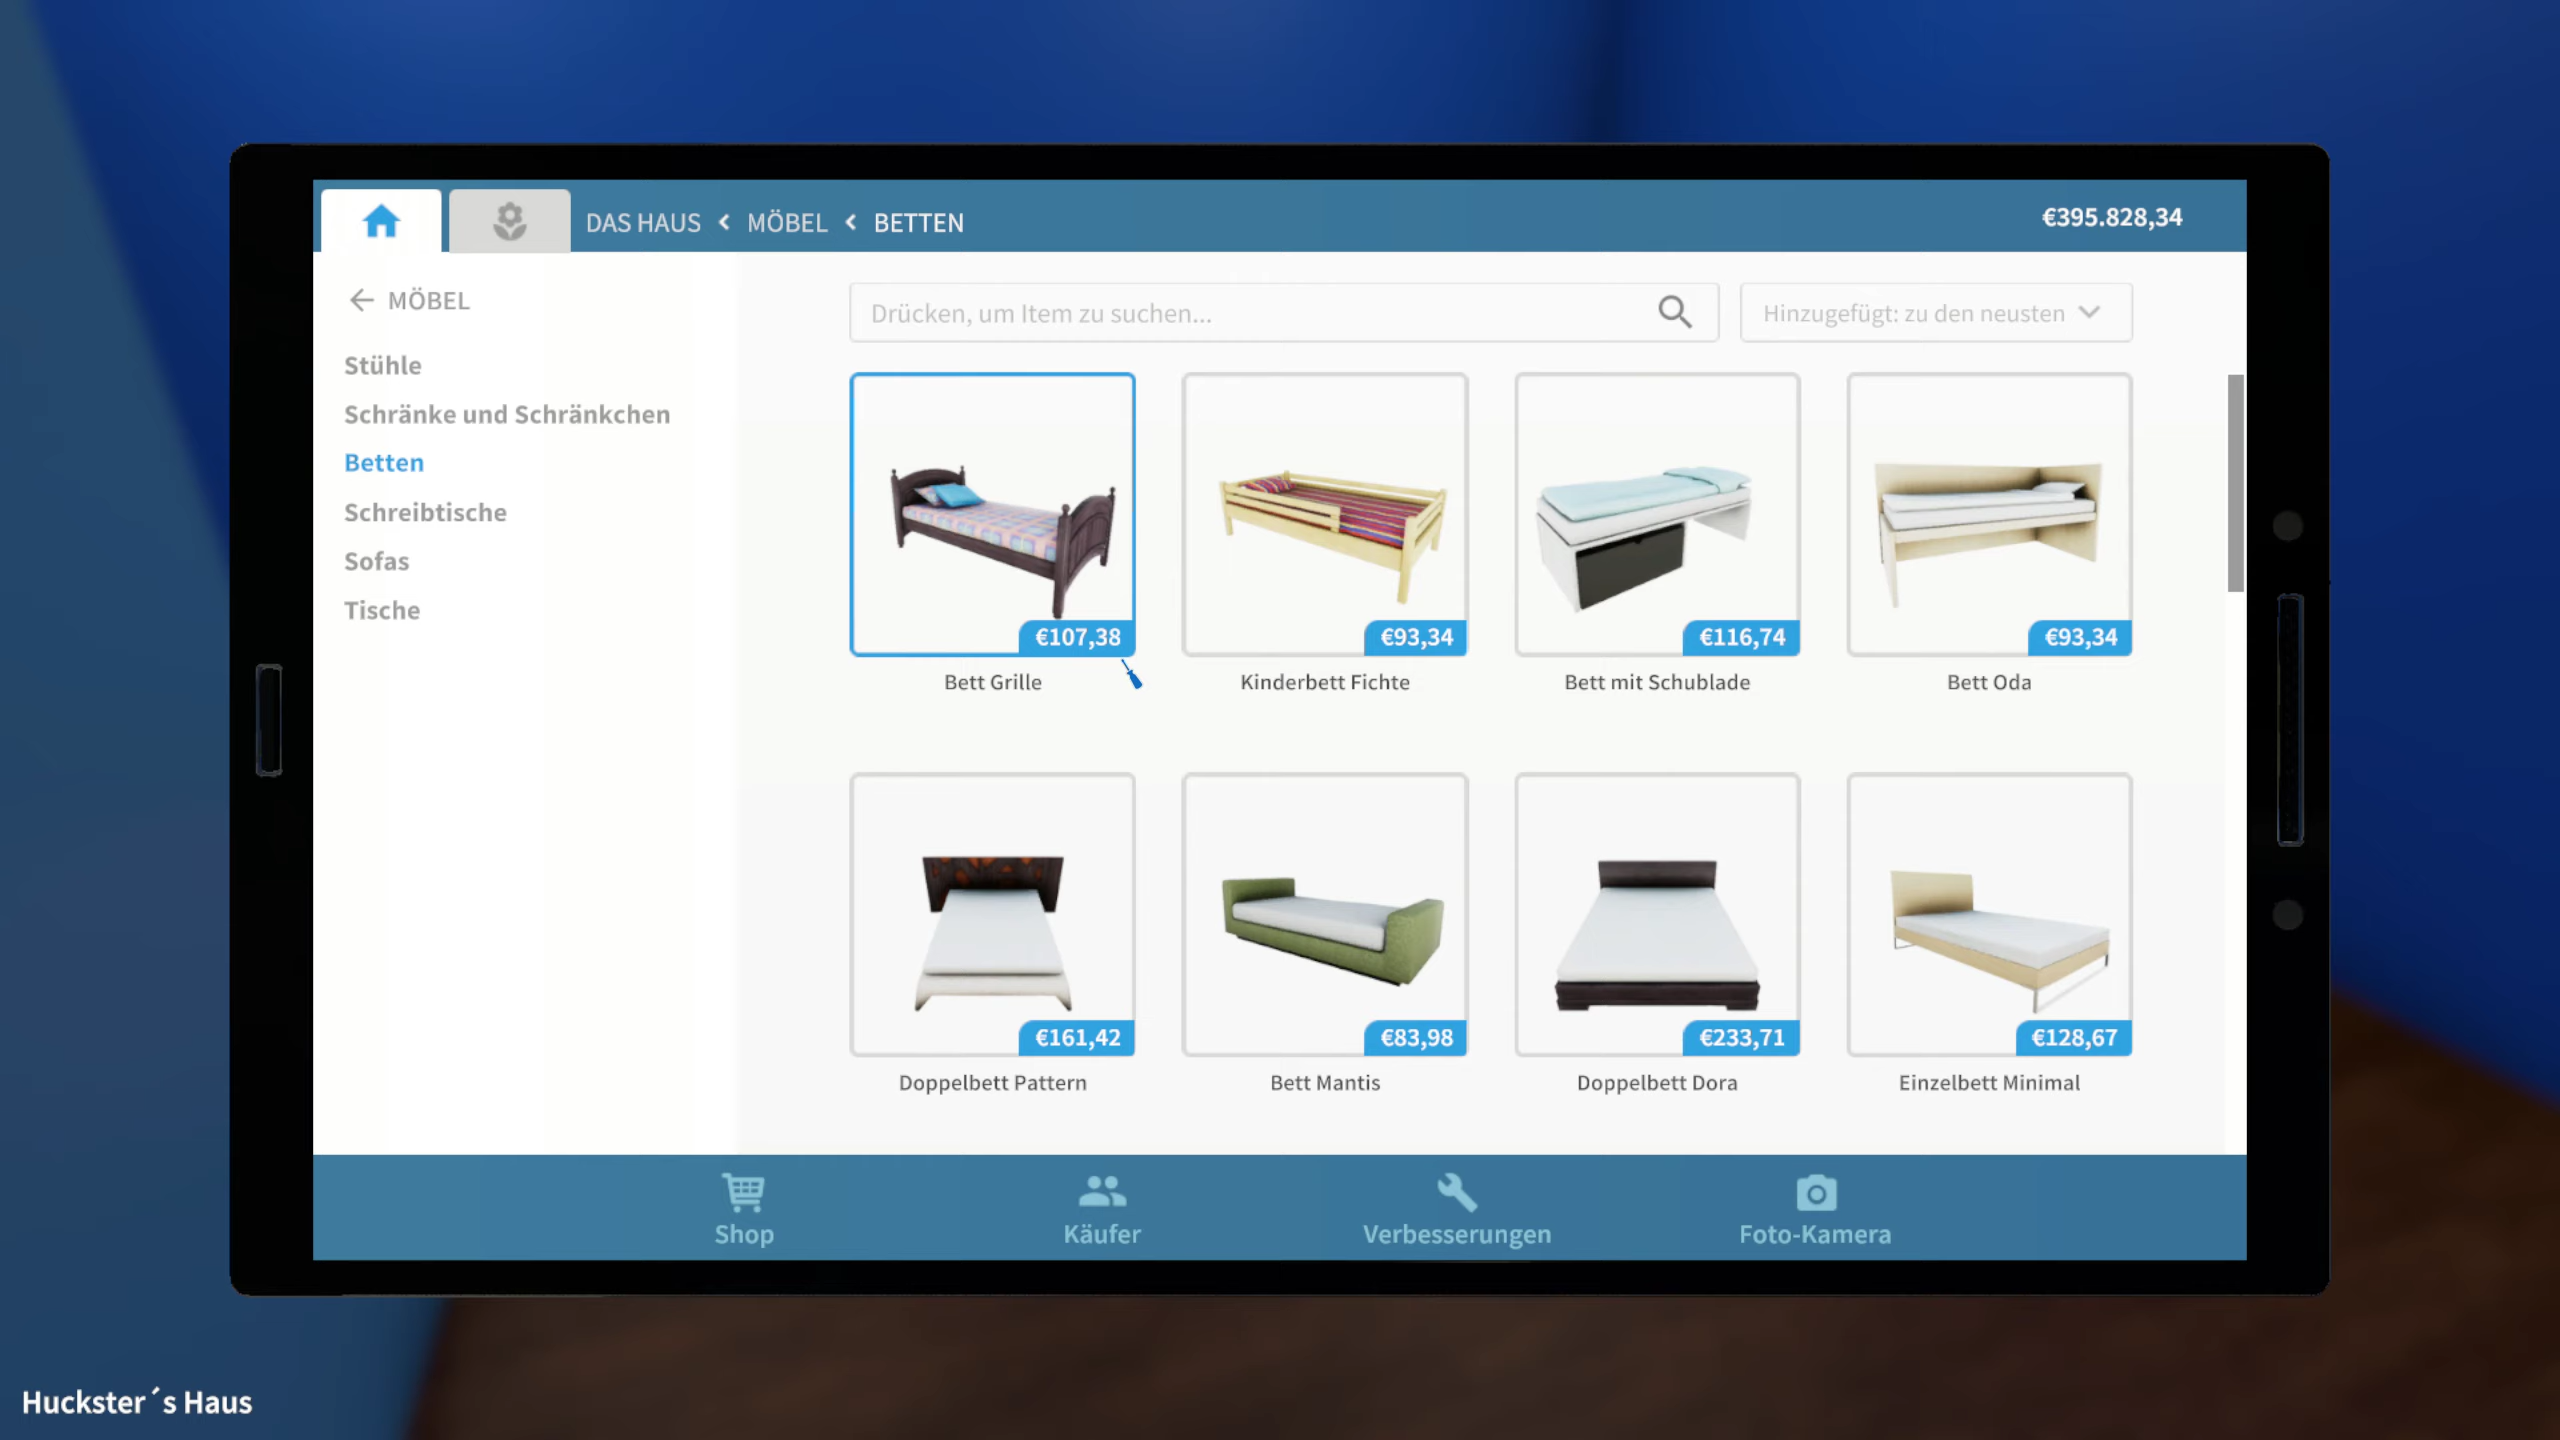 DAS HAUS < MÖBEL < BETTEN
€395.828,34
MÖBEL
Stühle
Schränke und Schränkchen
Betten
Schreibtische
Sofas
Tische
Drücken, um Item zu suchen...
Hinzugefügt: zu den neusten
€107,38
€93,34
€116,74
€93,34
Bett Grille
Kinderbett Fichte
Bett mit Schublade
Bett Oda
€161,42
€83,98
€233,71
€128,67
Doppelbett Pattern
Bett Mantis
Doppelbett Dora
Einzelbett Minimal
Shop
Käufer
Verbesserungen
Foto-Kamera
Huckster´s Haus